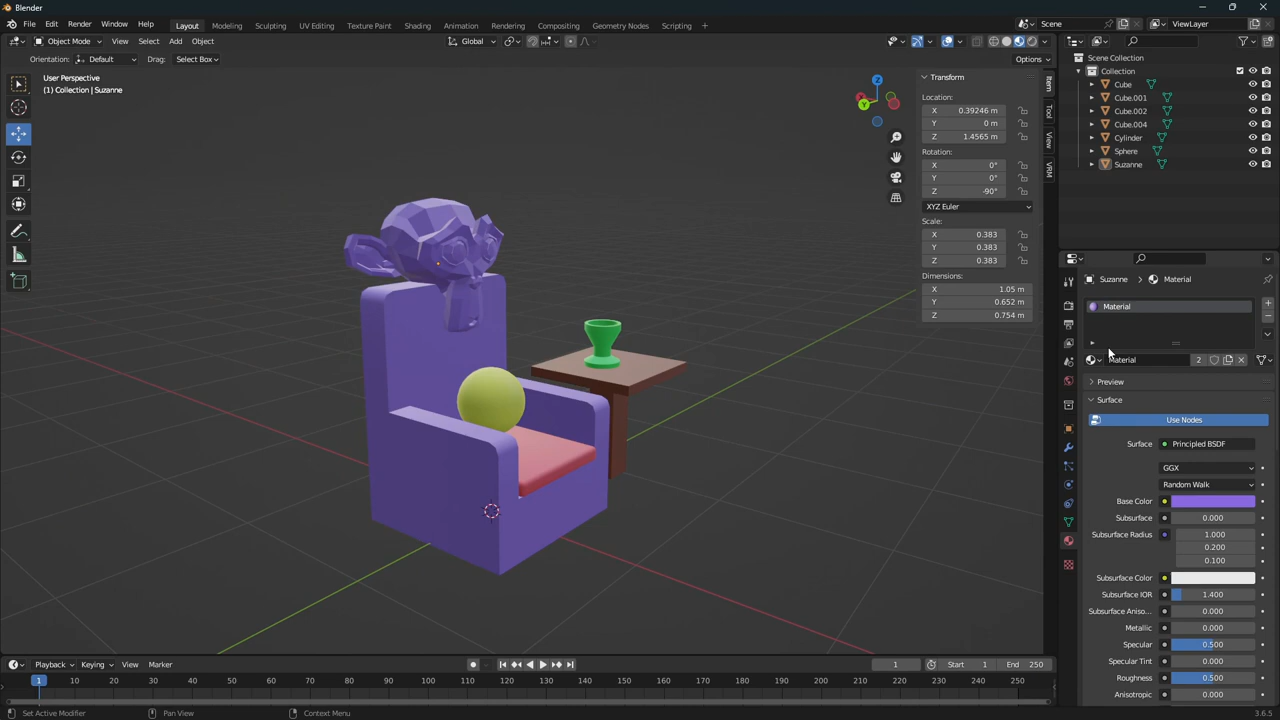 Blender
File Edit Render Window Help Layout Modeling Sculpting UV Editing Texture Paint Shading Animation Rendering Compositing Geometry Nodes Scripting + Scene ViewLayer
Object Mode View Select Add Object Global
Orientation: Default Drag: Select Box Options
User Perspective
(1) Collection | Suzanne
Z
Y
Transform
Location:
X 0.39246 m
Y 0 m
Z 1.4565 m
Rotation:
X 0°
Y 0°
Z -90°
XYZ Euler
Scale:
X 0.383
Y 0.383
Z 0.383
Dimensions:
X 1.05 m
Y 0.652 m
Z 0.754 m
Item
Tool
View
VRM
Scene Collection
Collection
Cube
Cube.001
Cube.002
Cube.004
Cylinder
Sphere
Suzanne
Suzanne > Material
Material
Material 2
Preview
Surface
Use Nodes
Surface Principled BSDF
GGX
Random Walk
Base Color
Subsurface 0.000
Subsurface Radius 1.000
0.200
0.100
Subsurface Color
Subsurface IOR 1.400
Subsurface Aniso... 0.000
Metallic 0.000
Specular 0.500
Specular Tint 0.000
Roughness 0.500
Anisotropic 0.000
Playback Keying View Marker 1 Start 1 End 250
1 10 20 30 40 50 60 70 80 90 100 110 120 130 140 150 160 170 180 190 200 210 220 230 240 250
Set Active Modifier Pan View Context Menu 3.6.5